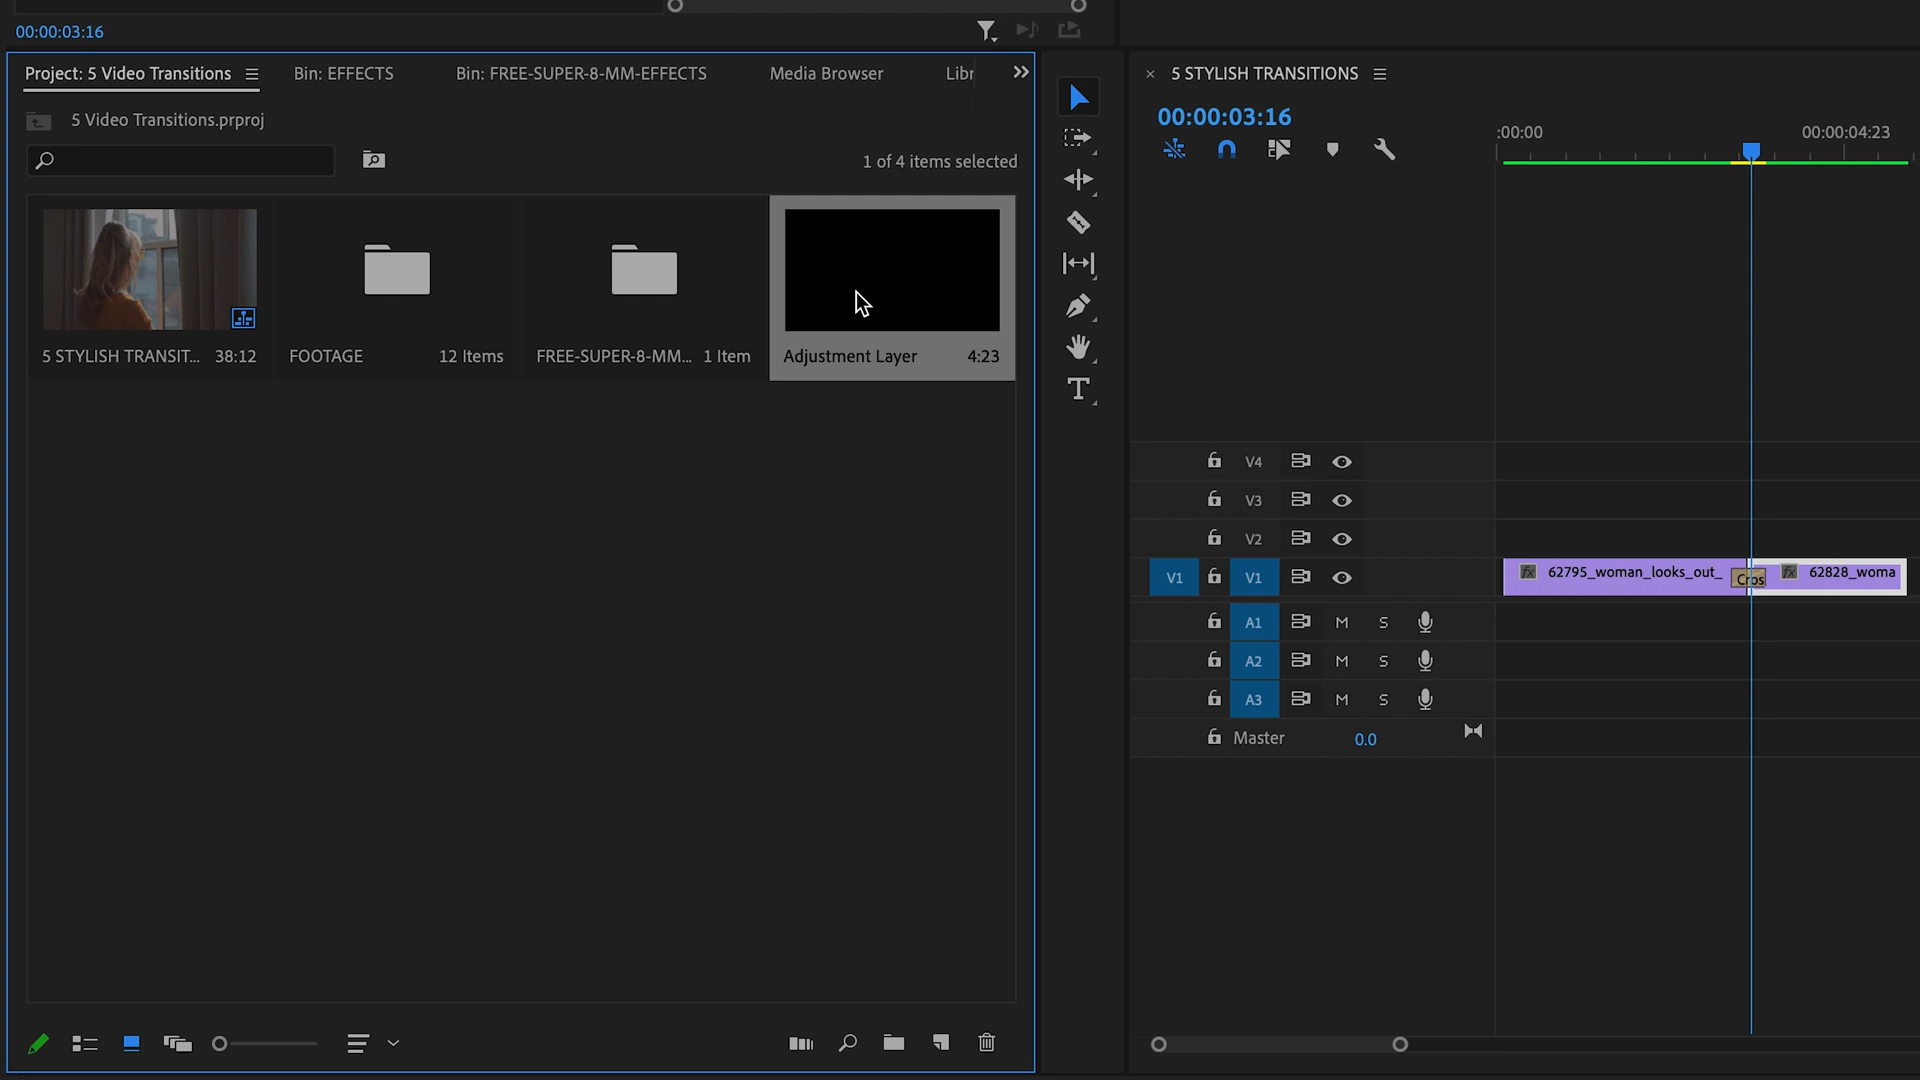 00:00:03:16
Project: 5 Video Transitions
Bin: EFFECTS
Bin: FREE-SUPER-8-MM-EFFECTS
Media Browser
Libr
5 Video Transitions.prproj
1 of 4 items selected
5 STYLISH TRANSIT... 38:12
FOOTAGE 12 Items
FREE-SUPER-8-MM... 1 Item
Adjustment Layer 4:23
T
× 5 STYLISH TRANSITIONS
00:00:03:16
:00:00
00:00:04:23
V4
V3
V2
V1 V1
fx 62795_woman_looks_out_
Cros
fx 62828_woma
A1 M S
A2 M S
A3 M S
Master 0.0